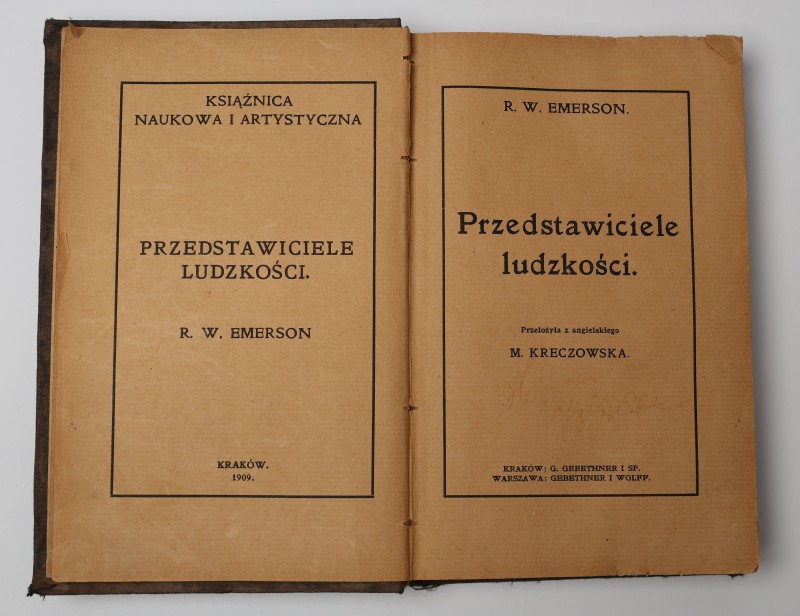 KSIĄŻNICA
NAUKOWA I ARTYSTYCZNA
PRZEDSTAWICIELE
LUDZKOŚCI.
R. W. EMERSON
KRAKÓW.
1909.
R. W. EMERSON.
Przedstawiciele
ludzkości.
Przełożyła z angielskiego
M. KRECZOWSKA.
KRAKÓW: G. GEBETHNER I SP.
WARSZAWA: GEBETHNER I WOLFF.